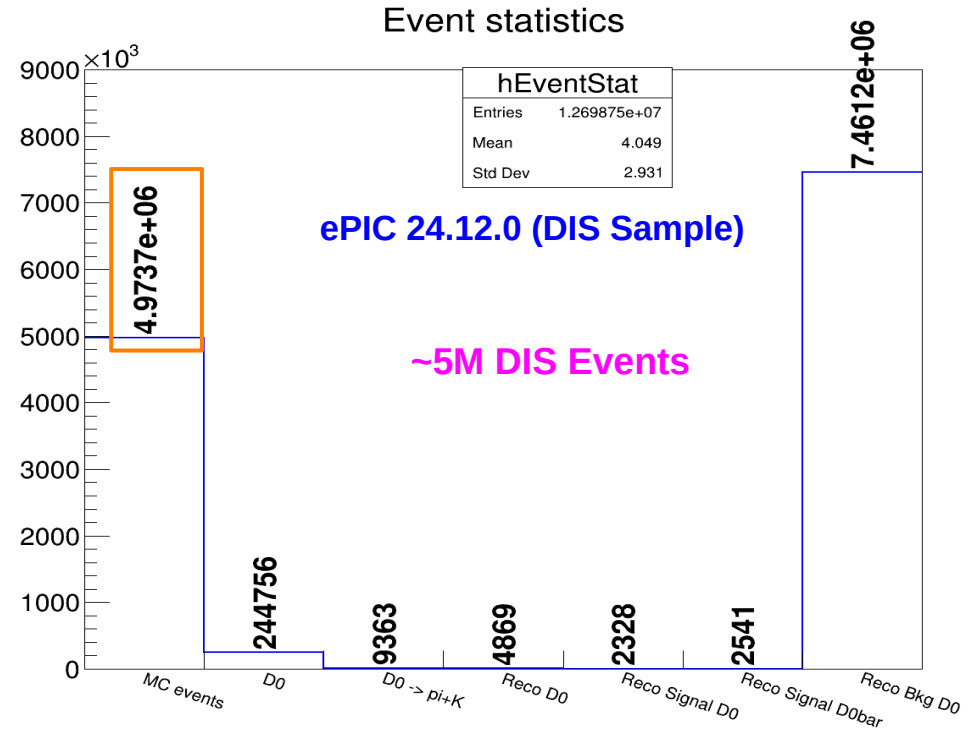 Event statistics
×10³
9000
8000
7000
6000
5000
4000
3000
2000
1000
0
hEventStat
Entries 1.269875e+07
Mean 4.049
Std Dev 2.931
ePIC 24.12.0 (DIS Sample)
~5M DIS Events
4.9737e+06
244756
9363
4869
2328
2541
7.4612e+06
MC events
D0
D0 -> pi+K
Reco D0
Reco Signal D0
Reco Signal D0bar
Reco Bkg D0